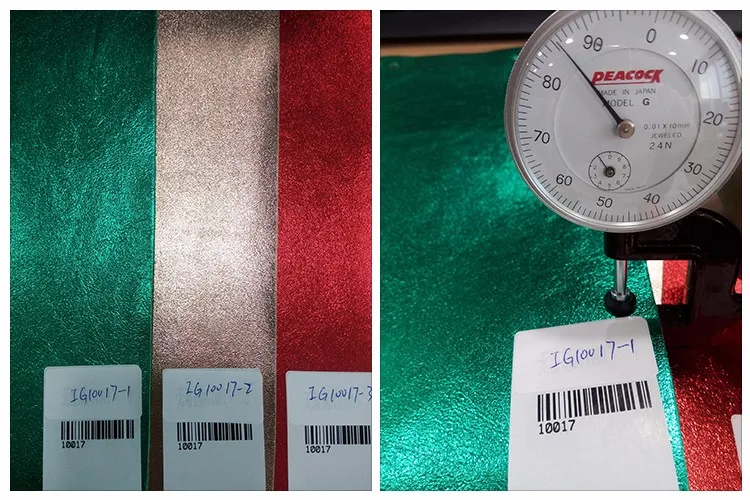 IG10017-1
10017
IG10017-2
10017
IG10017-3
10017
90 0 10 20 30 40 50 60 70 80
PEACOCK
MADE IN JAPAN
MODEL G
0.01 X 10mm
JEWELED
2.4 N
IG10017-1
10017